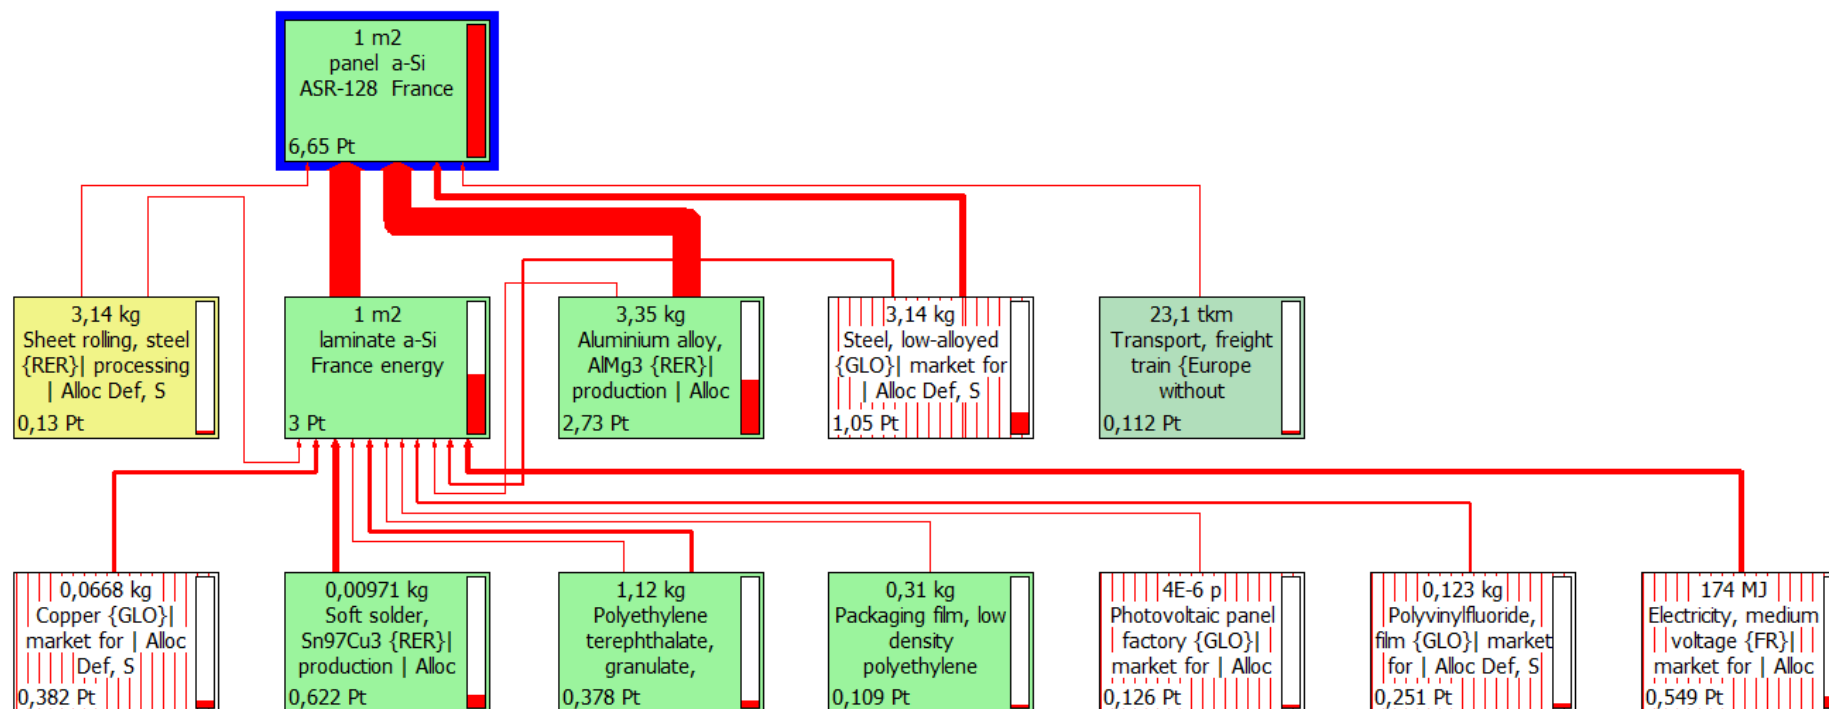 1 m2
panel a-Si
ASR-128 France
6,65 Pt
3,14 kg
Sheet rolling, steel
{RER}| processing
| Alloc Def, S
0,13 Pt
1 m2
laminate a-Si
France energy
3 Pt
3,35 kg
Aluminium alloy,
AlMg3 {RER}|
production | Alloc
2,73 Pt
3,14 kg
Steel, low-alloyed
{GLO}| market for
| Alloc Def, S
1,05 Pt
23,1 tkm
Transport, freight
train {Europe
without
0,112 Pt
0,0668 kg
Copper {GLO}|
market for | Alloc
Def, S
0,382 Pt
0,00971 kg
Soft solder,
Sn97Cu3 {RER}|
production | Alloc
0,622 Pt
1,12 kg
Polyethylene
terephthalate,
granulate,
0,378 Pt
0,31 kg
Packaging film, low
density
polyethylene
0,109 Pt
4E-6 p
Photovoltaic panel
factory {GLO}|
market for | Alloc
0,126 Pt
0,123 kg
Polyvinylfluoride,
film {GLO}| market
for | Alloc Def, S
0,251 Pt
174 MJ
Electricity, medium
voltage {FR}|
market for | Alloc
0,549 Pt